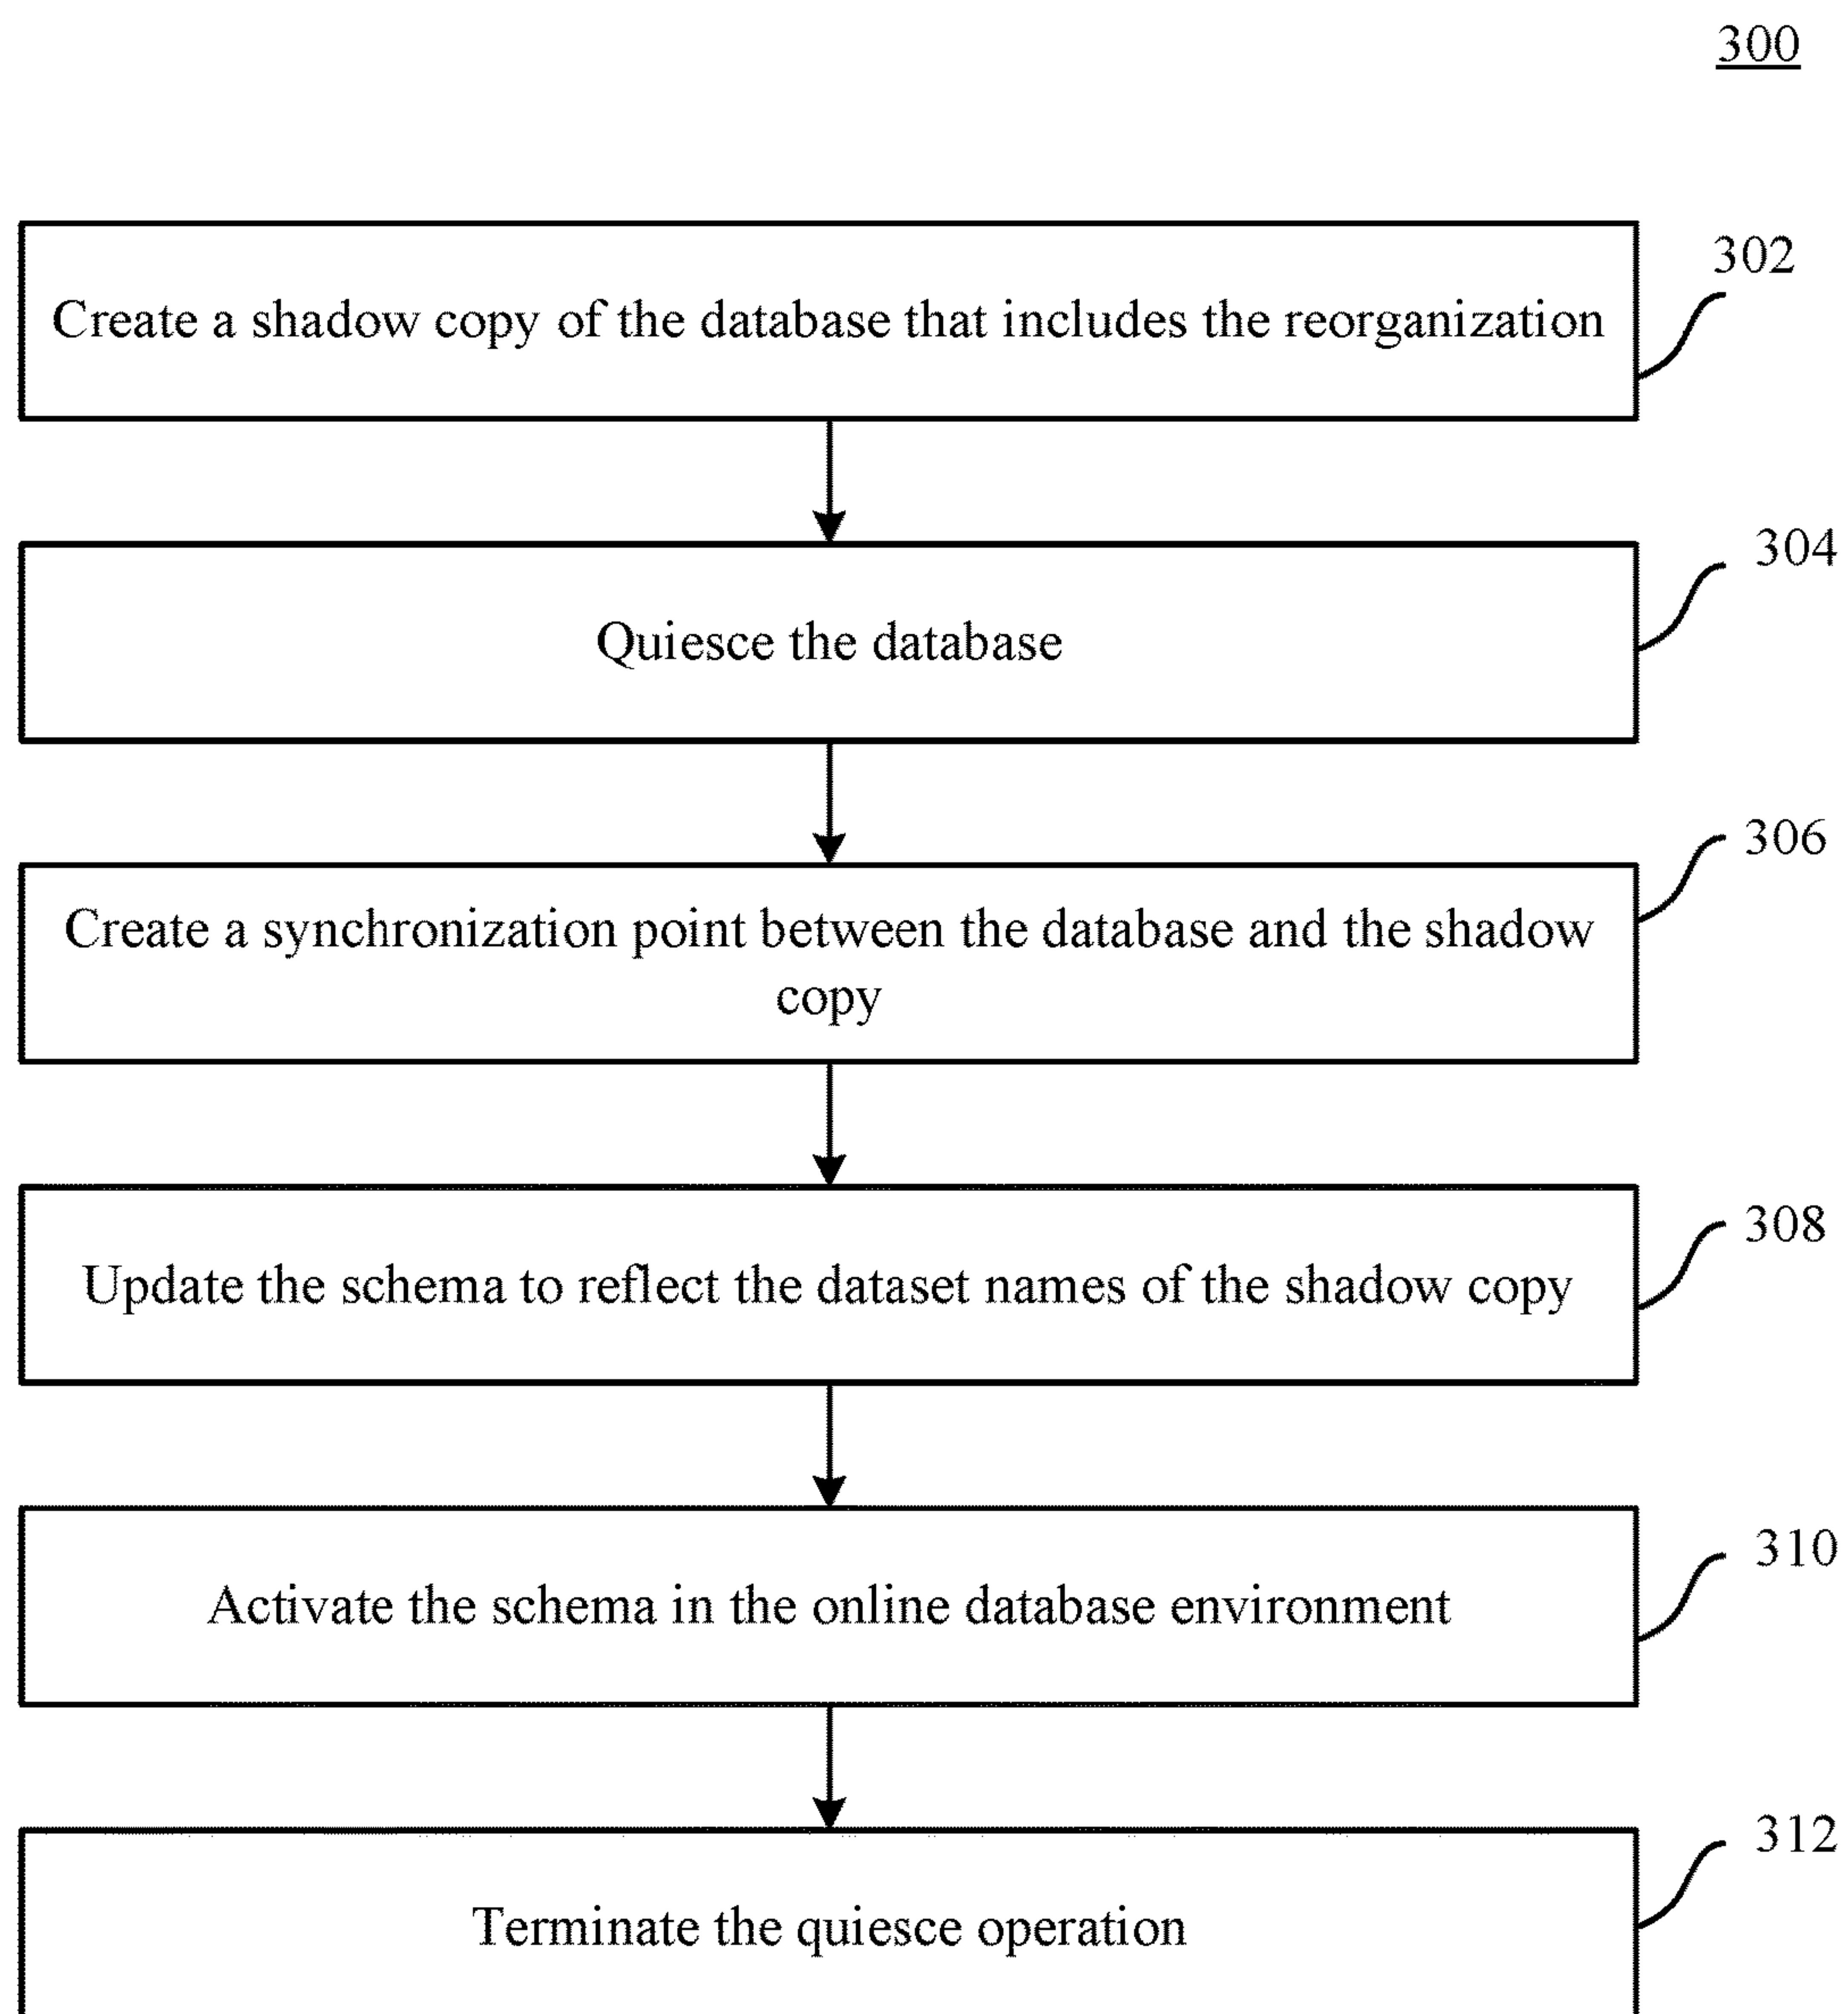 300
Create a shadow copy of the database that includes the reorganization
302
Quiesce the database
304
Create a synchronization point between the database and the shadow
copy
306
Update the schema to reflect the dataset names of the shadow copy
308
Activate the schema in the online database environment
310
Terminate the quiesce operation
312